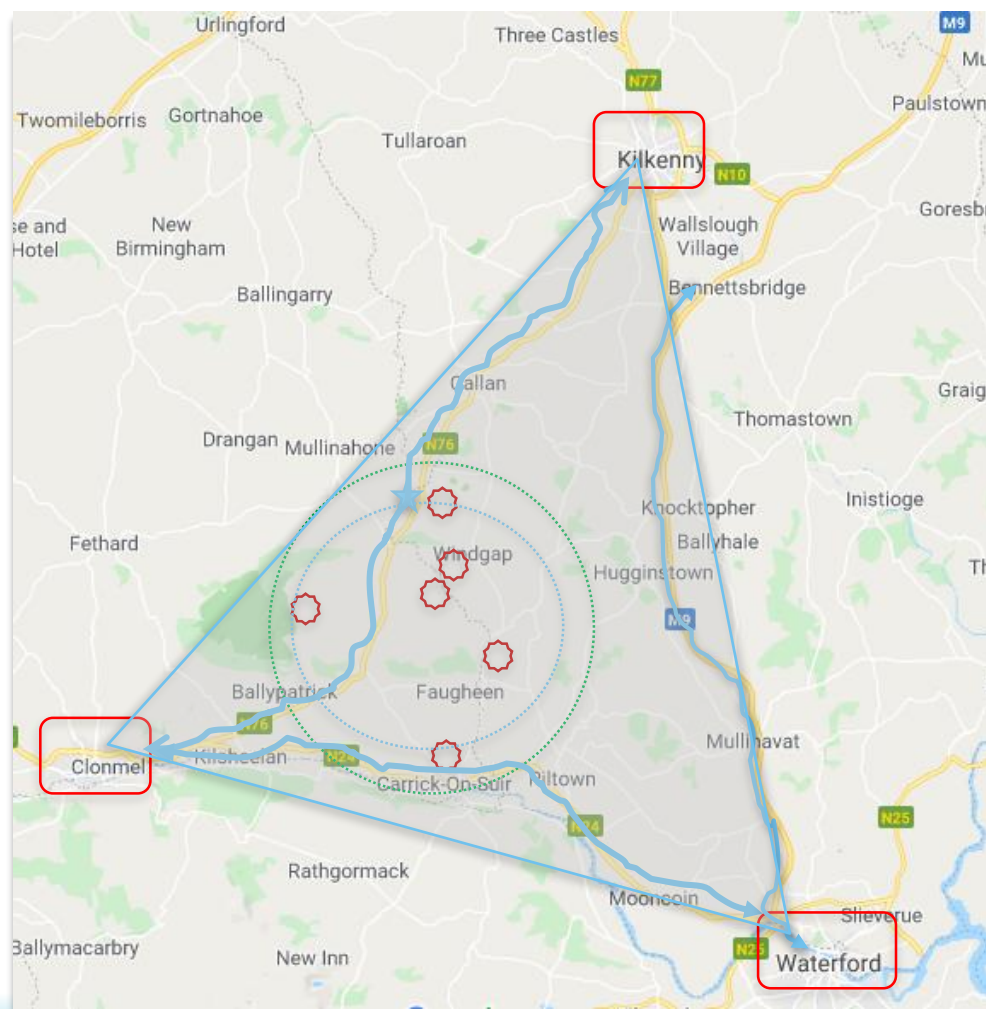 Urlingford
M9
Three Castles
Mu
N77
Paulstown
Gortnahoe
Twomileborris
Tullaroan
Kilkenny
N10
Goresb
se and
Hotel
New
Birmingham
Wallslough
Village
Bennettsbridge
Ballingarry
Callan
Graig
Thomastown
Drangan
Mullinahone
N76
Inistioge
Knocktopher
Fethard
Ballyhale
Windgap
Th
Hugginstown
M9
Ballypatrick
Faugheen
N76
Mullinavat
Kilsheelan
N24
Clonmel
Carrick-On-Suir
Piltown
N25
N24
Rathgormack
Mooncoin
Slieverue
Ballymacarbry
New Inn
N25
Waterford